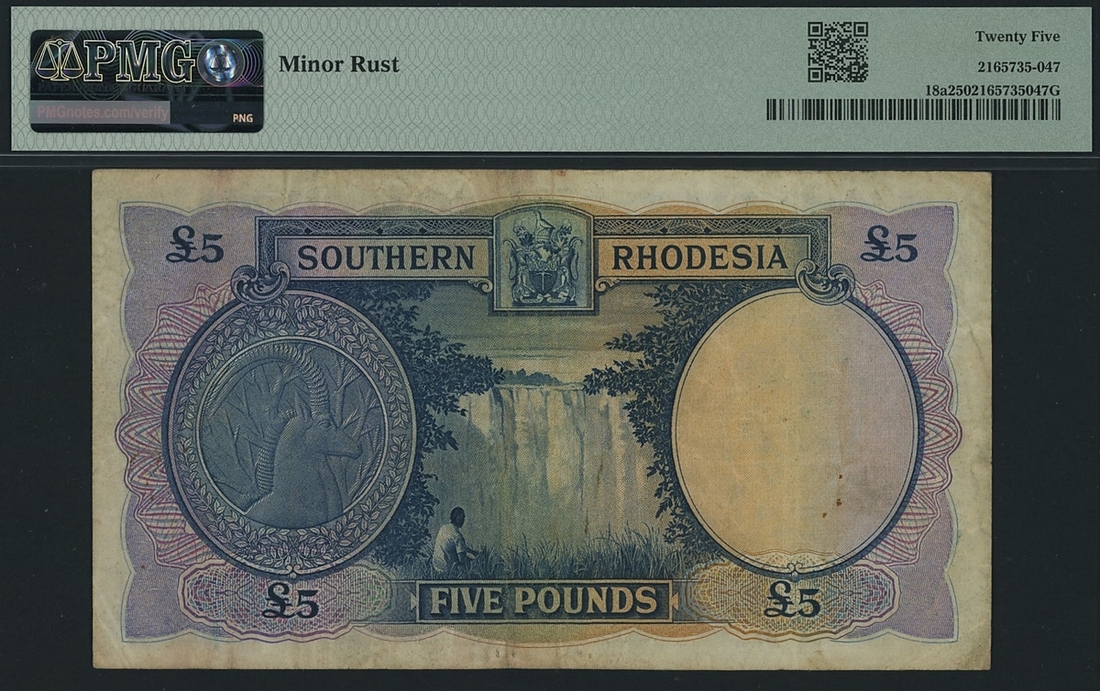 PMG
PMGnotes.com/verify
PNG
Minor Rust
Twenty Five
2165735-047
18a2502165735047G
£5
SOUTHERN
RHODESIA
£5
£5
FIVE POUNDS
£5